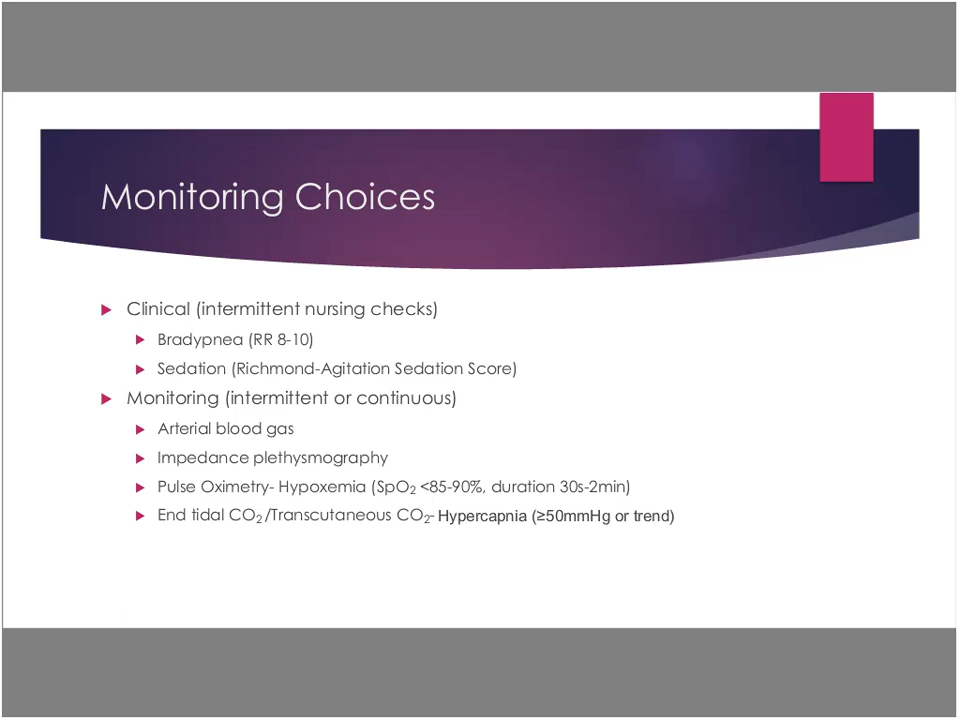 Monitoring Choices
Clinical (intermittent nursing checks)
Bradypnea (RR 8-10)
Sedation (Richmond-Agitation Sedation Score)
Monitoring (intermittent or continuous)
Arterial blood gas
Impedance plethysmography
Pulse Oximetry- Hypoxemia (SpO₂ <85-90%, duration 30s-2min)
End tidal CO₂/Transcutaneous CO₂- Hypercapnia (≥50mmHg or trend)